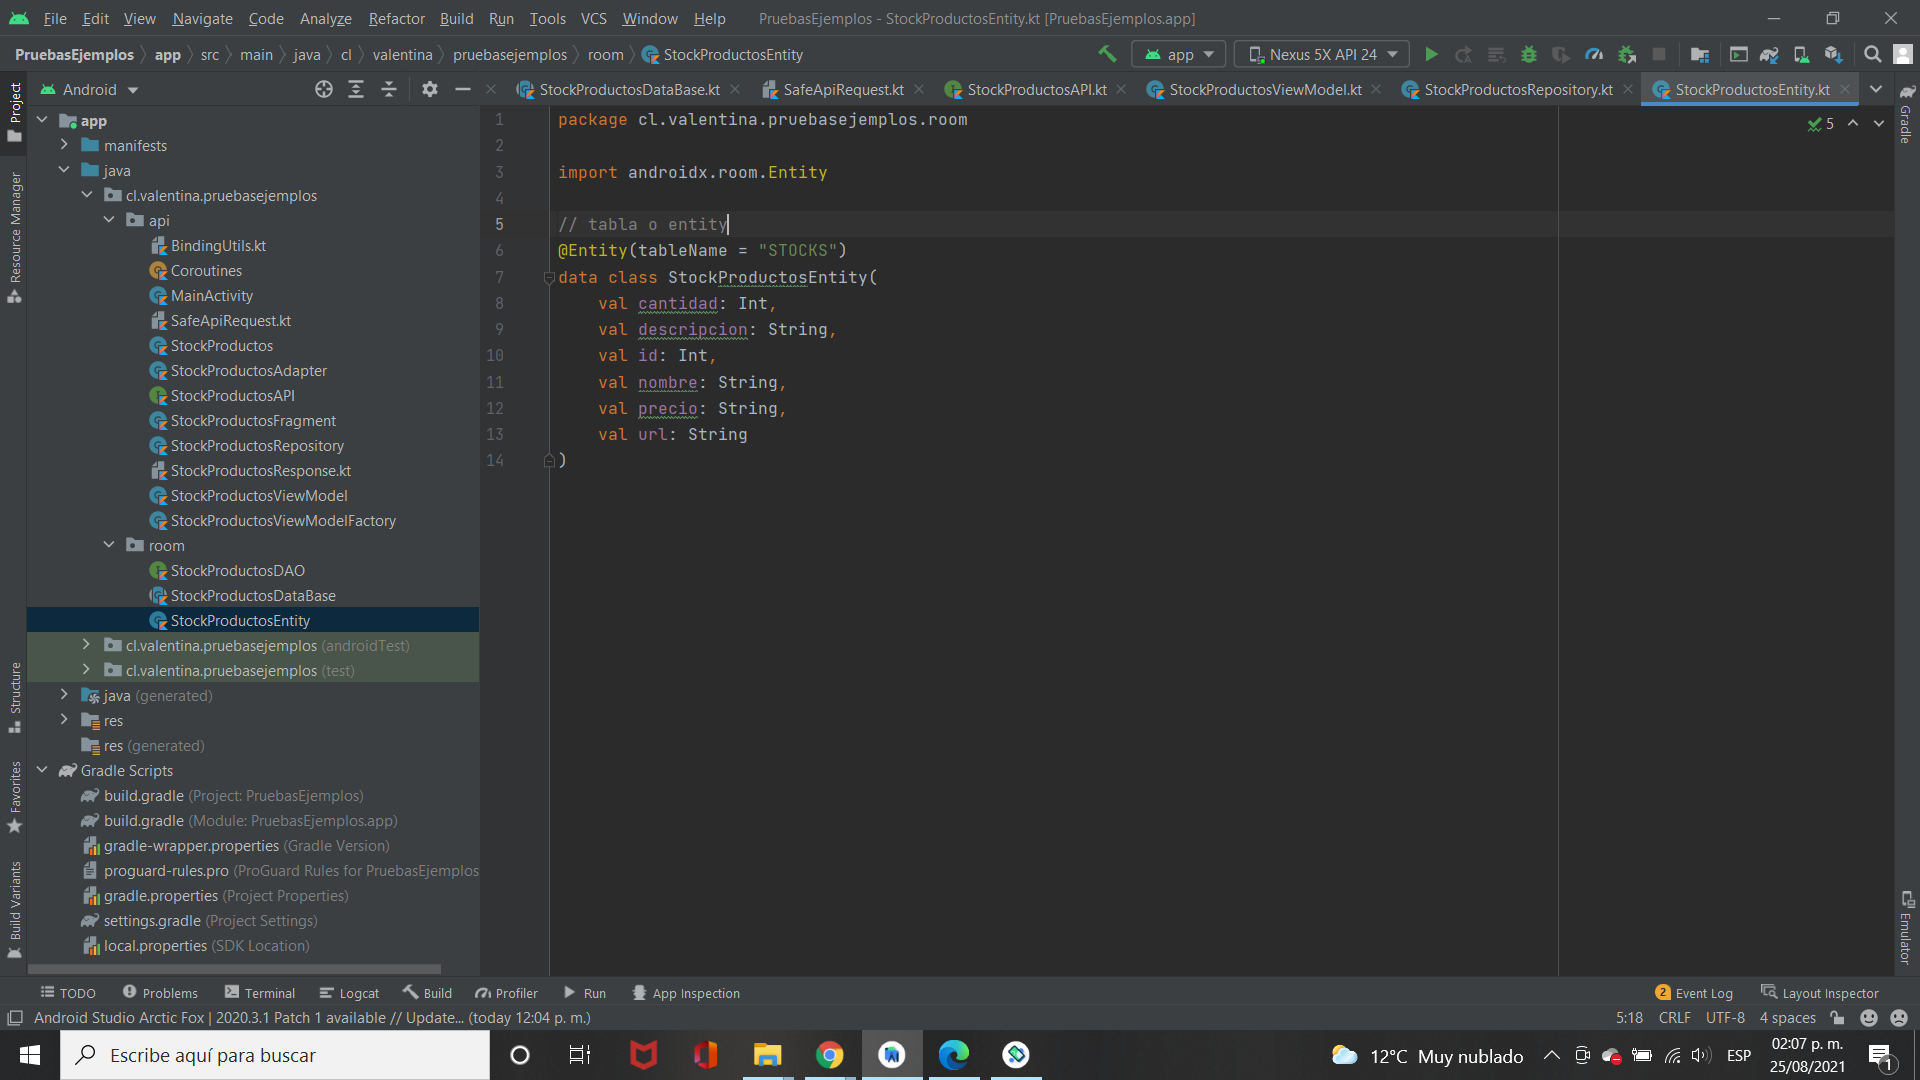 File Edit View Navigate Code Analyze Refactor Build Run Tools VCS Window Help PruebasEjemplos - StockProductosEntity.kt [PruebasEjemplos.app]
PruebasEjemplos app src main java cl valentina pruebasejemplos room StockProductosEntity app Nexus 5X API 24
Android StockProductosDataBase.kt SafeApiRequest.kt StockProductosAPI.kt StockProductosViewModel.kt StockProductosRepository.kt StockProductosEntity.kt
Project
Resource Manager
Structure
Favorites
Build Variants
app
manifests
java
cl.valentina.pruebasejemplos
api
BindingUtils.kt
Coroutines
MainActivity
SafeApiRequest.kt
StockProductos
StockProductosAdapter
StockProductosAPI
StockProductosFragment
StockProductosRepository
StockProductosResponse.kt
StockProductosViewModel
StockProductosViewModelFactory
room
StockProductosDAO
StockProductosDataBase
StockProductosEntity
cl.valentina.pruebasejemplos (androidTest)
cl.valentina.pruebasejemplos (test)
java (generated)
res
res (generated)
Gradle Scripts
build.gradle (Project: PruebasEjemplos)
build.gradle (Module: PruebasEjemplos.app)
gradle-wrapper.properties (Gradle Version)
proguard-rules.pro (ProGuard Rules for PruebasEjemplos
gradle.properties (Project Properties)
settings.gradle (Project Settings)
local.properties (SDK Location)
1 package cl.valentina.pruebasejemplos.room
2
3 import androidx.room.Entity
4
5 // tabla o entity
6 @Entity(tableName = "STOCKS")
7 data class StockProductosEntity(
8 val cantidad: Int,
9 val descripcion: String,
10 val id: Int,
11 val nombre: String,
12 val precio: String,
13 val url: String
14 )
5
Gradle
Emulator
TODO Problems Terminal Logcat Build Profiler Run App Inspection 2 Event Log Layout Inspector
Android Studio Arctic Fox | 2020.3.1 Patch 1 available // Update... (today 12:04 p. m.) 5:18 CRLF UTF-8 4 spaces
Escribe aquí para buscar 12°C Muy nublado ESP 02:07 p. m.
25/08/2021 1